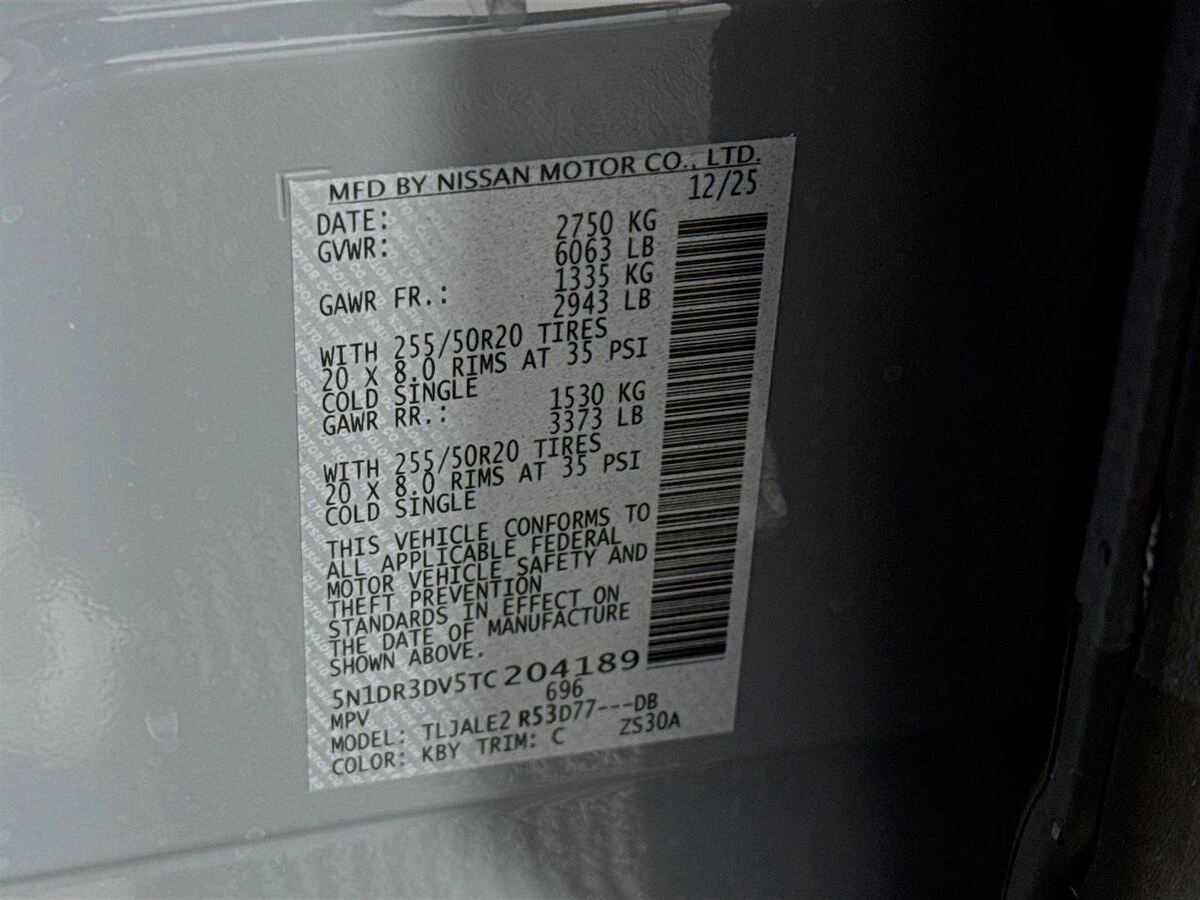 MFD BY NISSAN MOTOR CO., LTD.
DATE: 12/25
GVWR: 2750 KG
6063 LB
1335 KG
GAWR FR.: 2943 LB
WITH 255/50R20 TIRES
20 X 8.0 RIMS AT 35 PSI
COLD SINGLE
1530 KG
GAWR RR.: 3373 LB
WITH 255/50R20 TIRES
20 X 8.0 RIMS AT 35 PSI
COLD SINGLE
THIS VEHICLE CONFORMS TO
ALL APPLICABLE FEDERAL
MOTOR VEHICLE SAFETY AND
THEFT PREVENTION
STANDARDS IN EFFECT ON
THE DATE OF MANUFACTURE
SHOWN ABOVE.
5N1DR3DV5TC204189
MPV 696
MODEL: TLJALE2 R53D77---DB
COLOR: KBY TRIM: C ZS30A